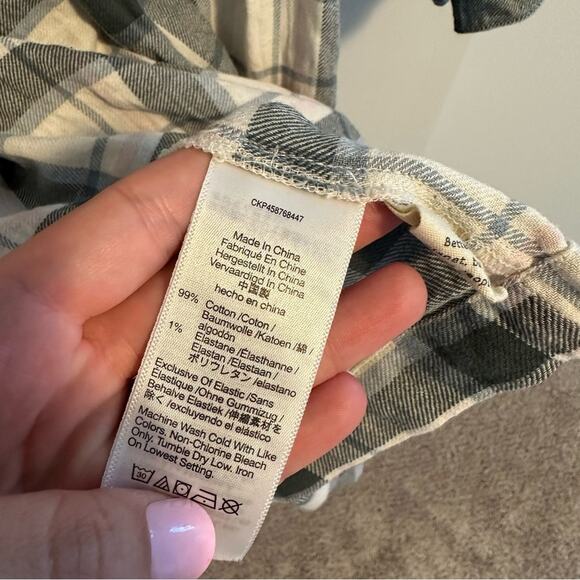 CKP458768447
Made In China
Fabriqué En Chine
Hergestellt In China
Vervaardigd In China
中国製
hecho en china
99% Cotton /Coton /
Baumwolle /Katoen /綿 /
algodón
1% Elastane /Élasthanne /
Elastan /Elastaan /
ポリウレタン /elastano
Exclusive Of Elastic /Sans
Elastique /Ohne Gummizug /
Behalve Elastiek /伸縮素材を
除く /excluyendo el elástico
Machine Wash Cold With Like
Colors, Non-Chlorine Bleach
Only. Tumble Dry Low. Iron
On Lowest Setting.
30